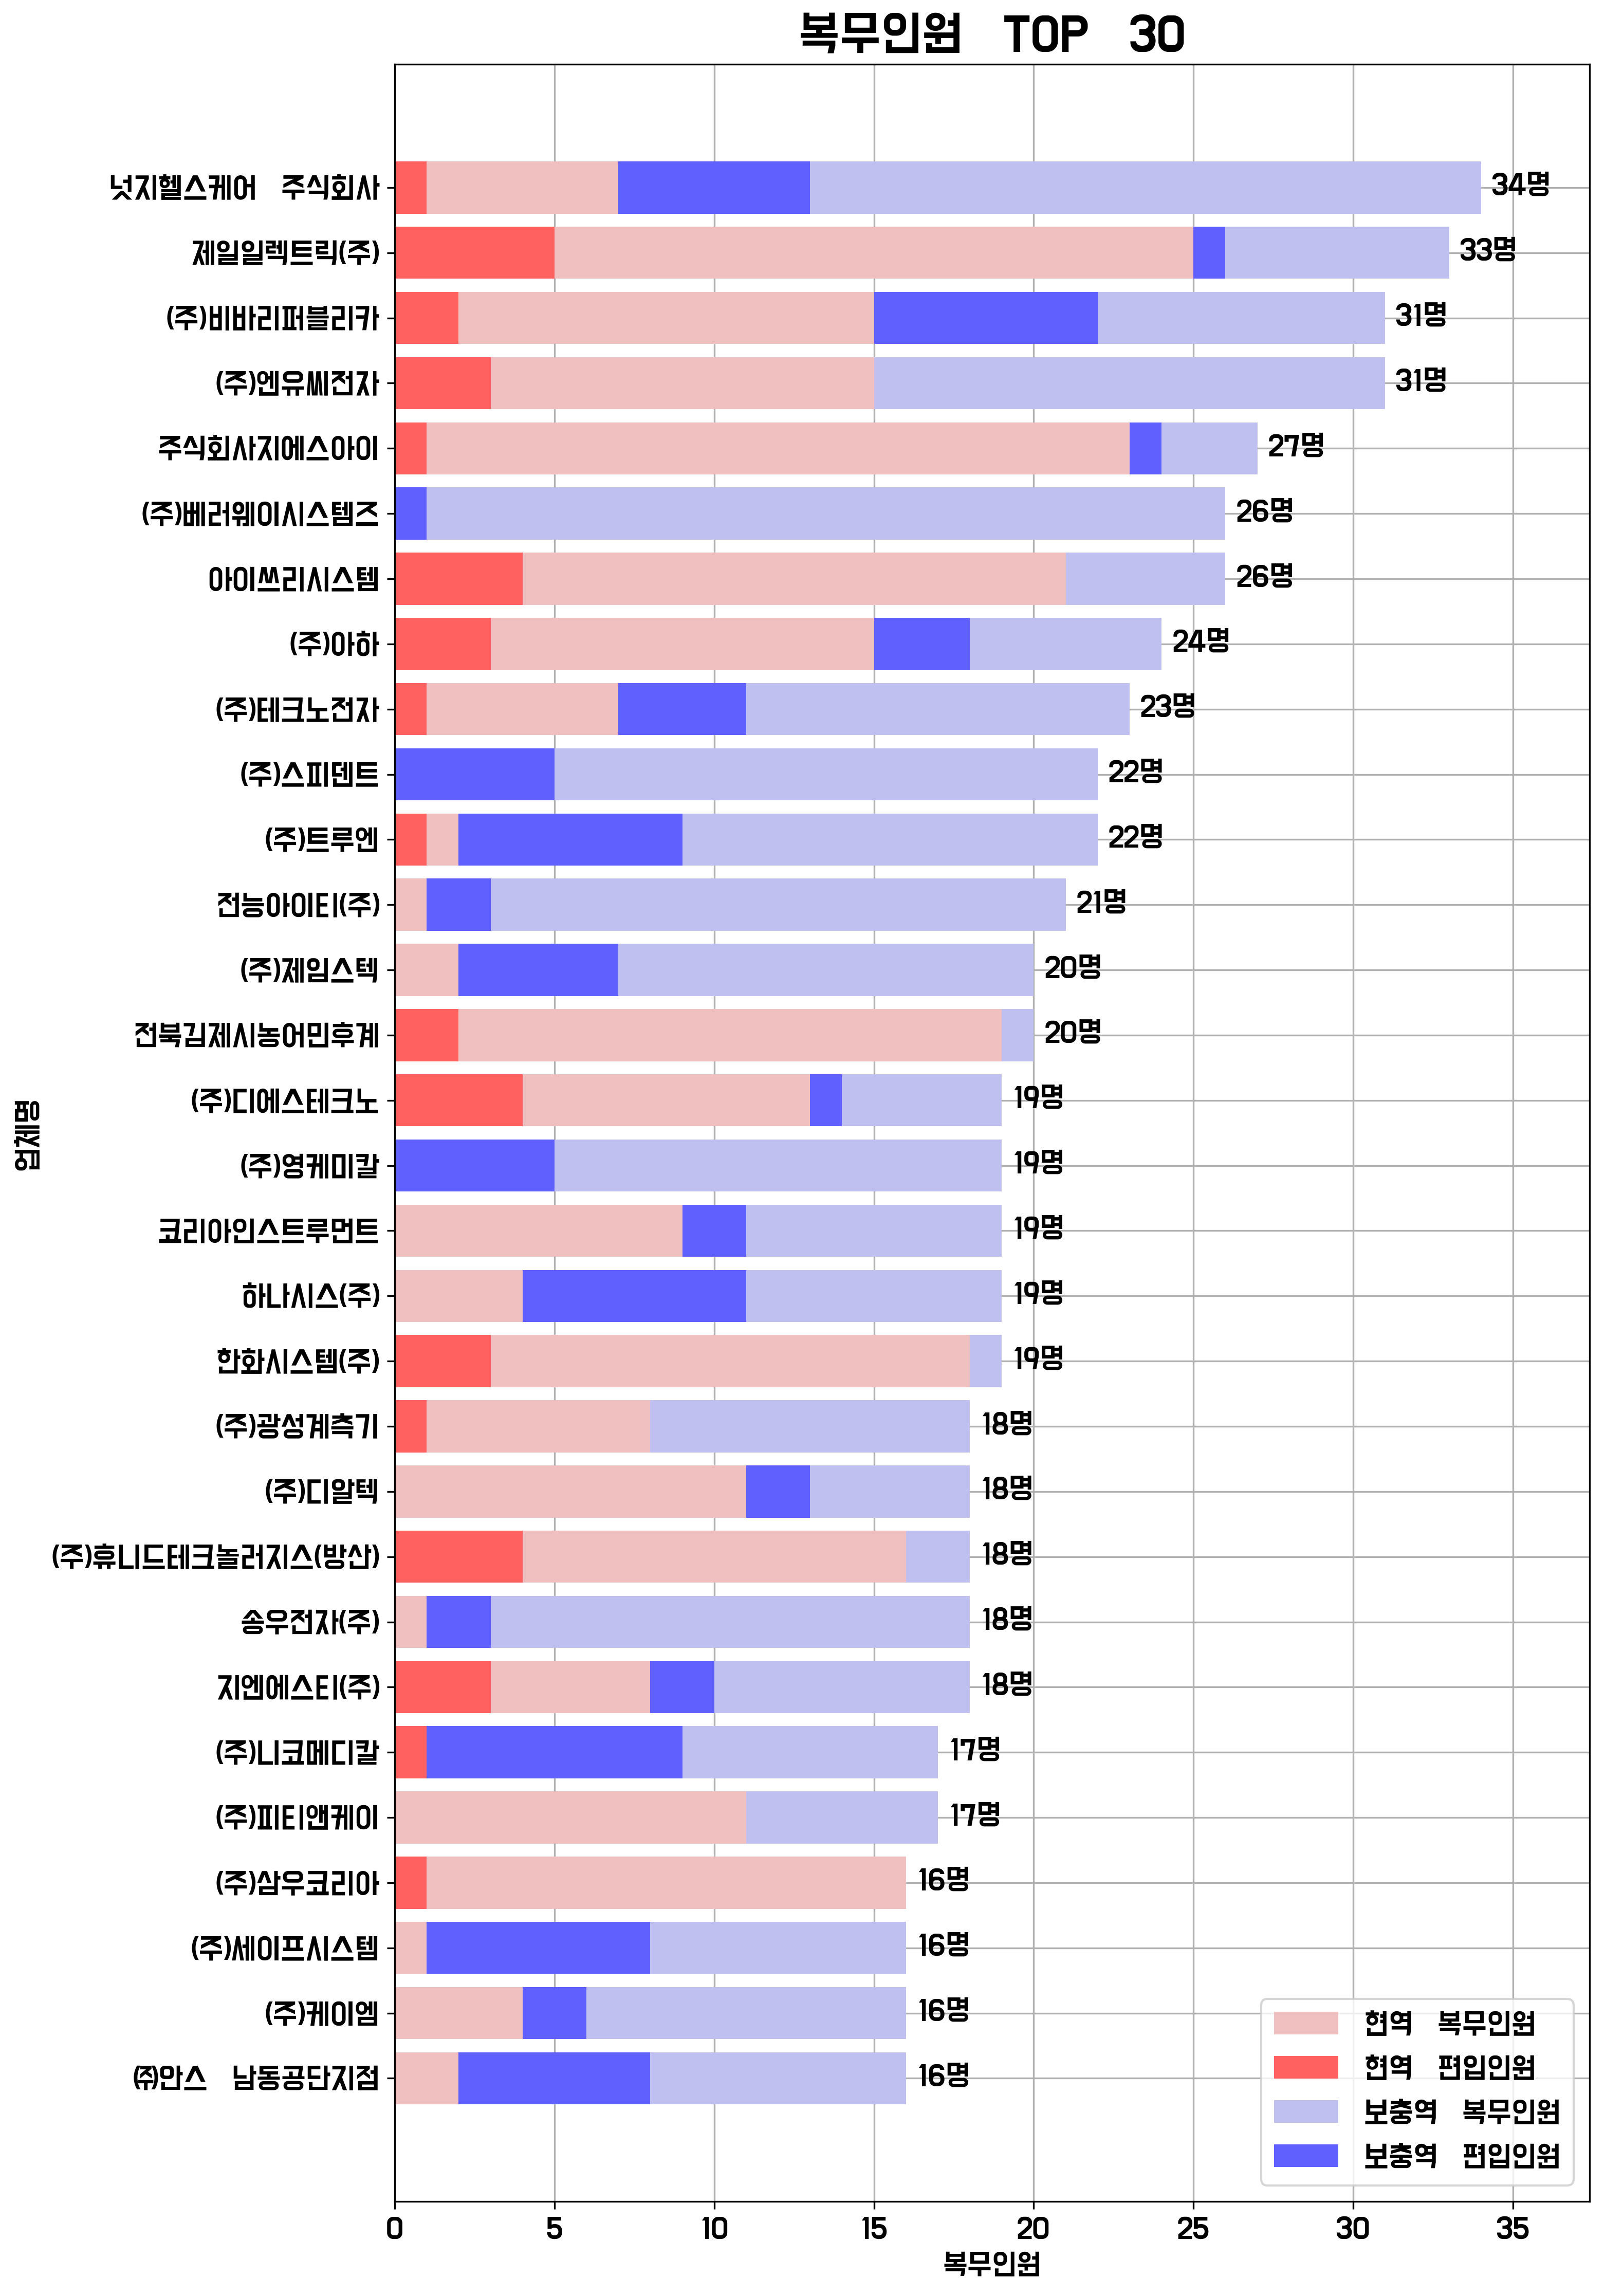 복무인원 TOP 30
넛지헬스케어 주식회사 34명
제일일렉트릭(주) 33명
(주)비바리퍼블리카 31명
(주)엔유씨전자 31명
주식회사지에스아이 27명
(주)베러웨이시스템즈 26명
아이쓰리시스템 26명
(주)아하 24명
(주)테크노전자 23명
(주)스피덴트 22명
(주)트루엔 22명
전능아이티(주) 21명
(주)제임스텍 20명
전북김제시농어민후계 20명
(주)디에스테크노 19명
(주)영케미칼 19명
코리아인스트루먼트 19명
하나시스(주) 19명
한화시스템(주) 19명
(주)광성계측기 18명
(주)디알텍 18명
(주)휴니드테크놀러지스(방산) 18명
송우전자(주) 18명
지엔에스티(주) 18명
(주)니코메디칼 17명
(주)피티앤케이 17명
(주)삼우코리아 16명
(주)세이프시스템 16명
(주)케이엠 16명
㈜안스 남동공단지점 16명
업체명
현역 복무인원
현역 편입인원
보충역 복무인원
보충역 편입인원
0 5 10 15 20 25 30 35
복무인원